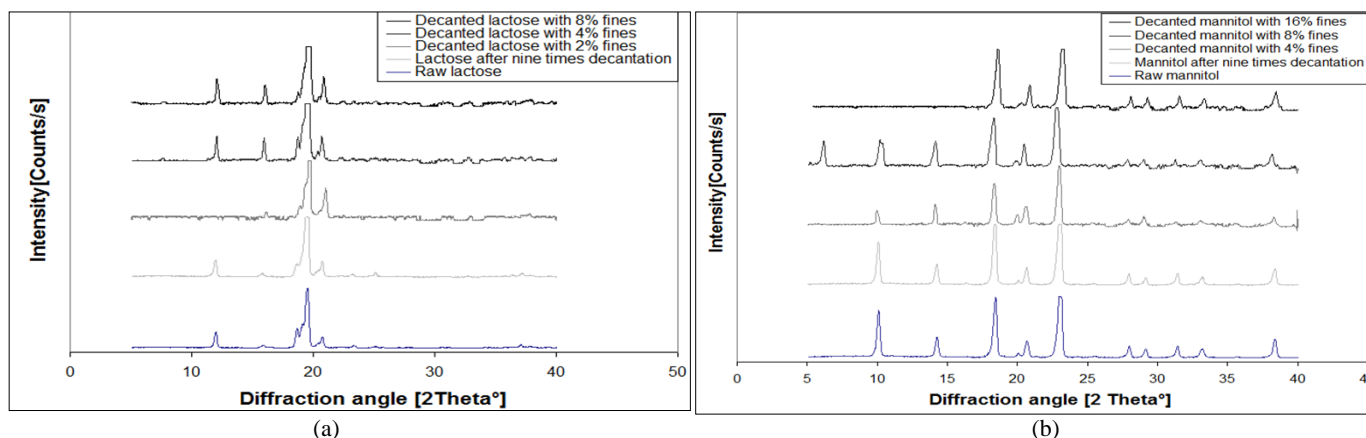 Decanted lactose with 8% fines
Decanted lactose with 4% fines
Decanted lactose with 2% fines
Lactose after nine times decantation
Raw lactose
Intensity[Counts/s]
0
10
20
30
40
50
Diffraction angle [2Theta°]
(a)
Decanted mannitol with 16% fines
Decanted mannitol with 8% fines
Decanted mannitol with 4% fines
Mannitol after nine times decantation
Raw mannitol
Intensity[Counts/s]
0
5
10
15
20
25
30
35
40
Diffraction angle [2 Theta°]
(b)